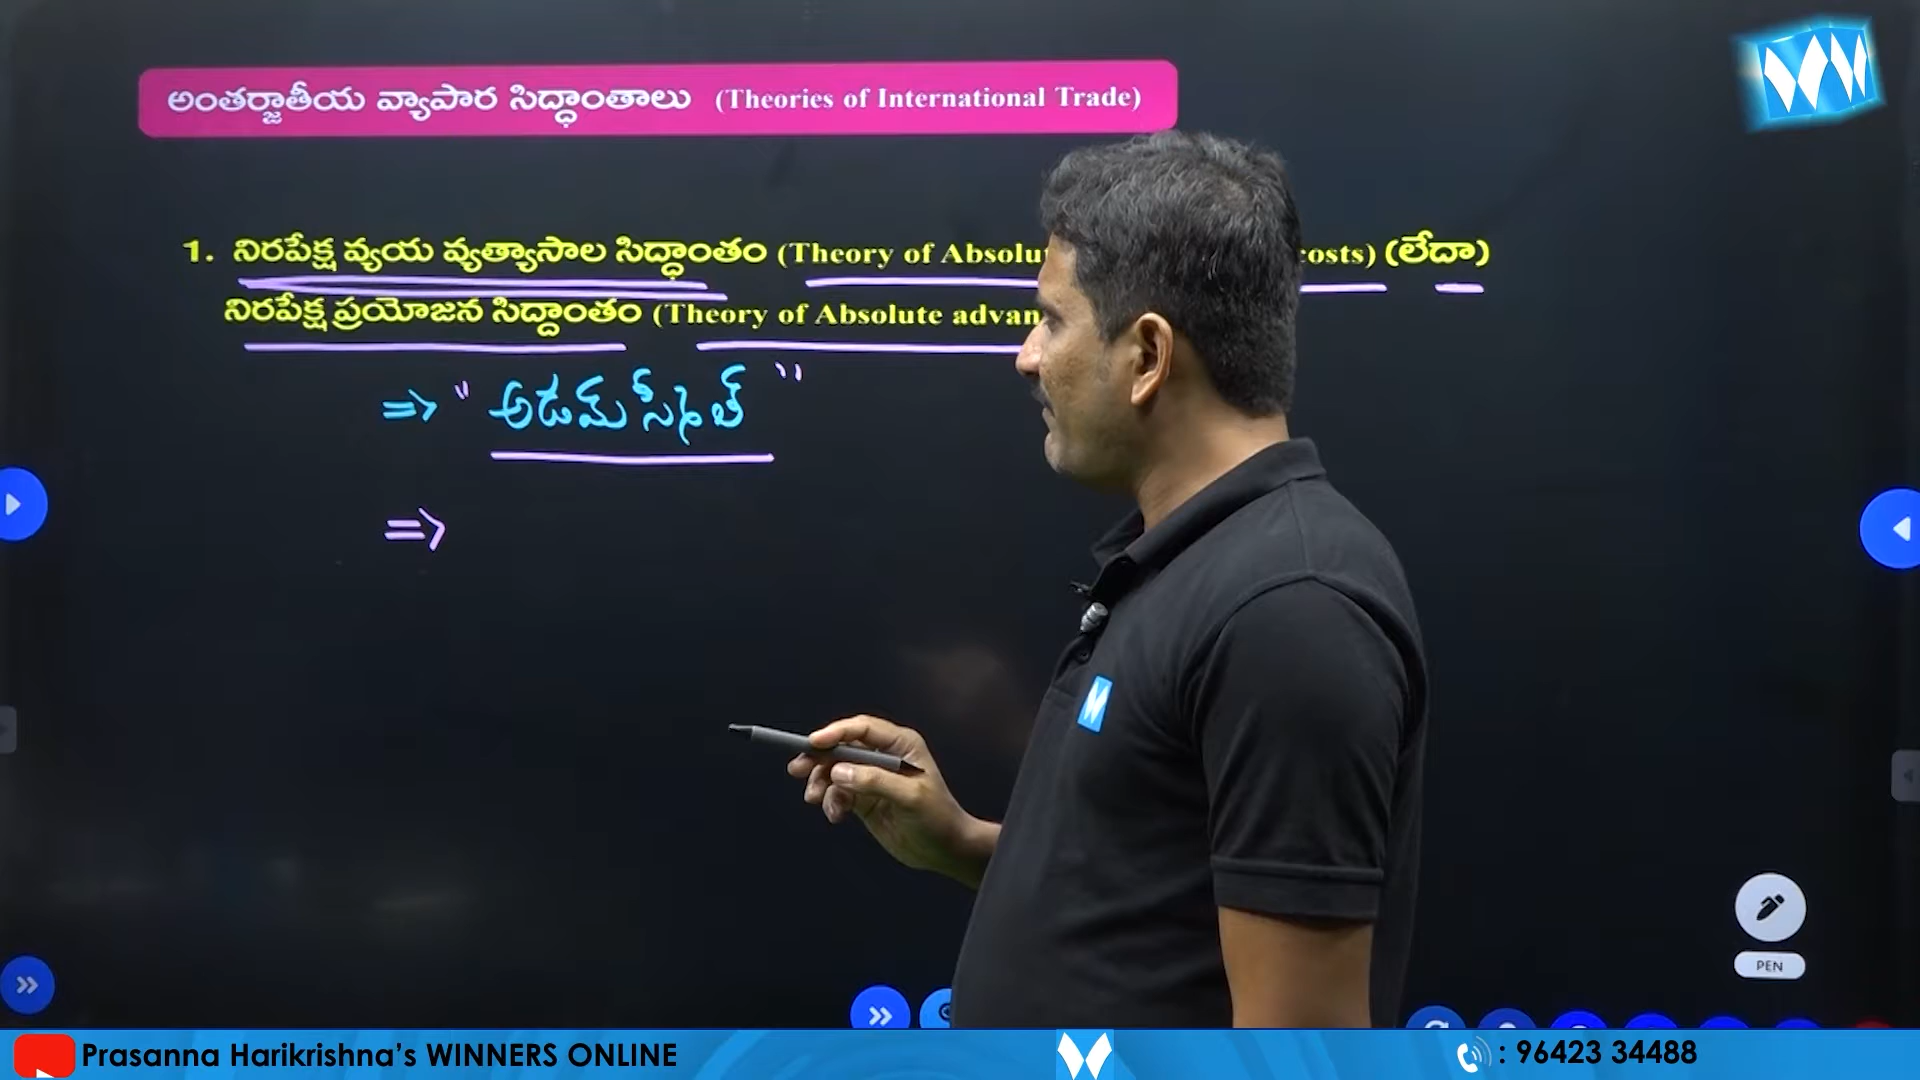 అంతర్జాతీయ వ్యాపార సిద్ధాంతాలు (Theories of International Trade)
1. నిరపేక్ష వ్యయ వ్యత్యాసాల సిద్ధాంతం (Theory of Absolu costs) (లేదా)
నిరపేక్ష ప్రయోజన సిద్దాంతం (Theory of Absolute advan
=> " అడమ్ స్మిత్ "
=>
PEN
Prasanna Harikrishna's WINNERS ONLINE
: 96423 34488